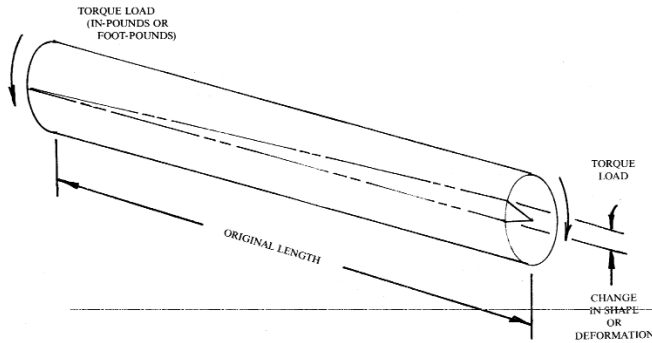 TORQUE LOAD
(IN-POUNDS OR
FOOT-POUNDS)
TORQUE
LOAD
ORIGINAL LENGTH
CHANGE
IN SHAPE
OR
DEFORMATION